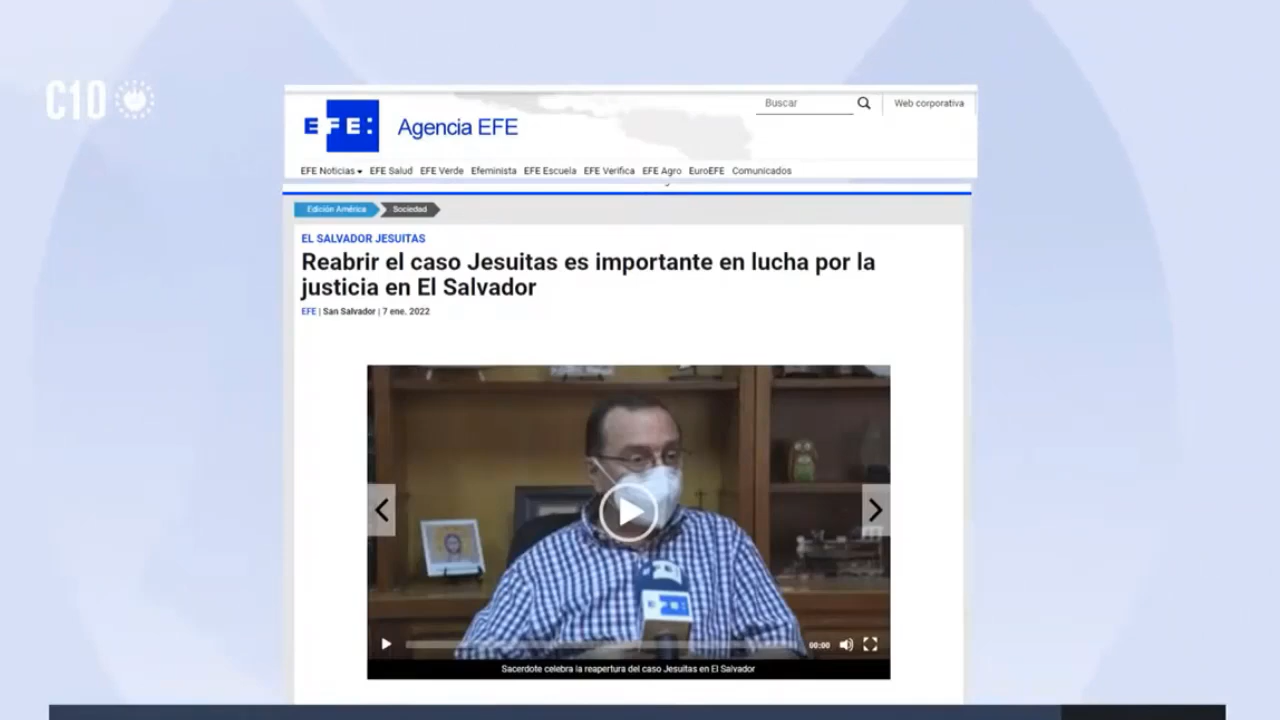 C10
EFE:
Agencia EFE
Buscar
Web corporativa
EFE Noticias EFE Salud EFE Verde Efeminista EFE Escuela EFE Verifica EFE Agro EuroEFE Comunicados
Edición América Sociedad
EL SALVADOR JESUITAS
Reabrir el caso Jesuitas es importante en lucha por la
justicia en El Salvador
EFE | San Salvador | 7 ene. 2022
00:00
Sacerdote celebra la reapertura del caso Jesuitas en El Salvador